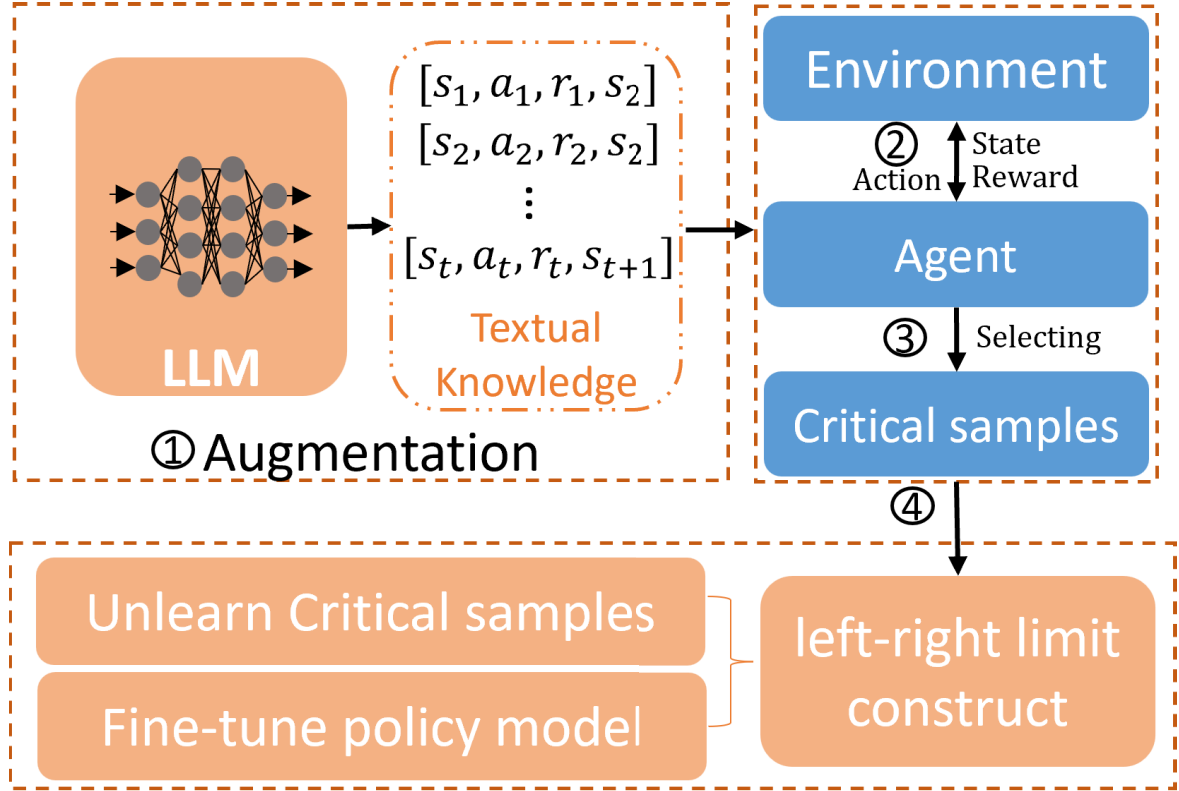 LLM
[s₁, a₁, r₁, s₂]
[s₂, a₂, r₂, s₂]
⋮
[sₜ, aₜ, rₜ, sₜ₊₁]
Textual
Knowledge
① Augmentation
Environment
②
Action
State
Reward
Agent
③
Selecting
Critical samples
④
Unlearn Critical samples
Fine-tune policy model
left-right limit
construct